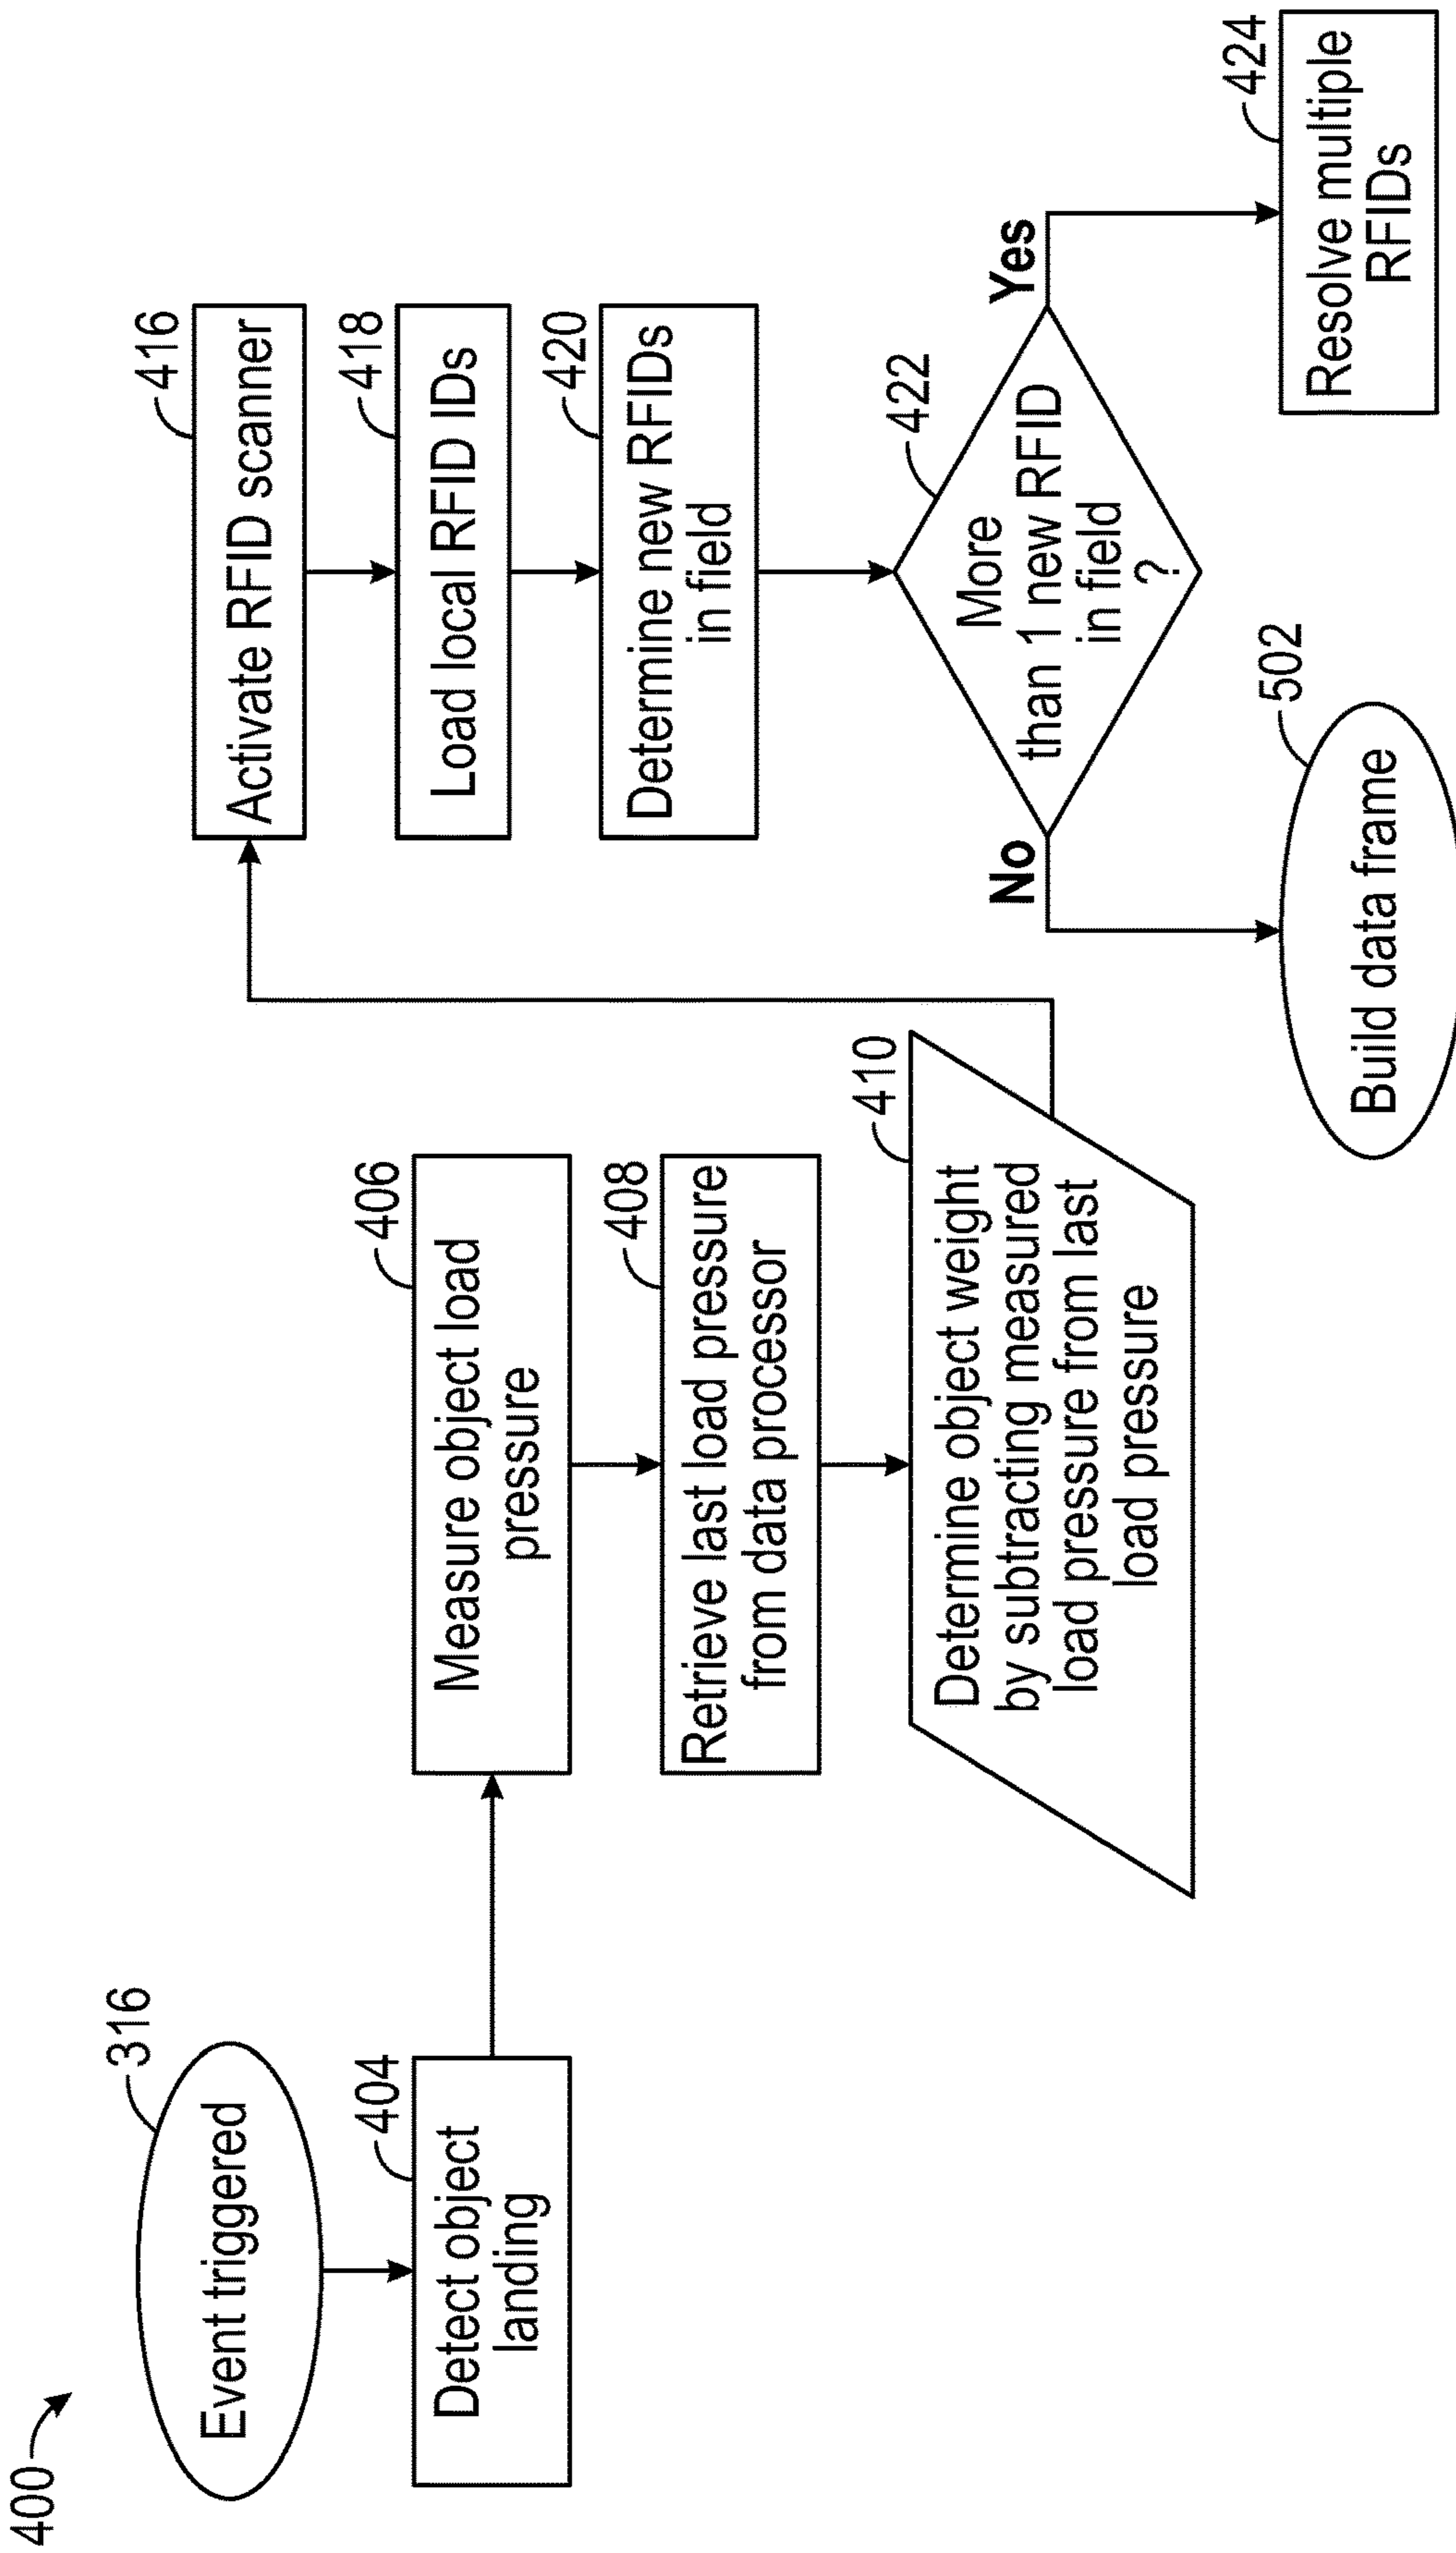 400
316
Event triggered
404
Detect object
landing
406
Measure object load
pressure
408
Retrieve last load pressure
from data processor
410
Determine object weight
by subtracting measured
load pressure from last
load pressure
416
Activate RFID scanner
418
Load local RFID IDs
420
Determine new RFIDs
in field
422
More
than 1 new RFID
in field
?
No
Yes
502
Build data frame
424
Resolve multiple
RFIDs